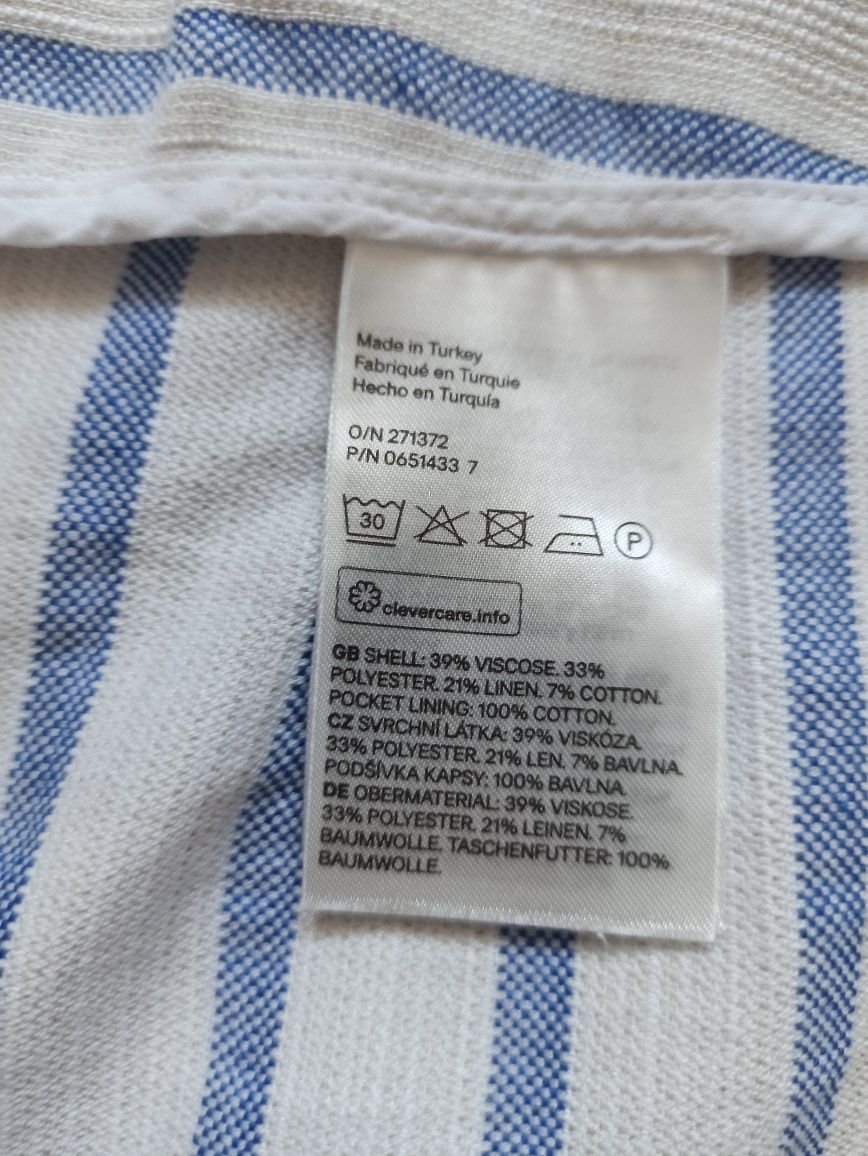 Made in Turkey
Fabriqué en Turquie
Hecho en Turquía
O/N 271372
P/N 0651433 7
30 P
clevercare.info
GB SHELL: 39% VISCOSE. 33%
POLYESTER. 21% LINEN. 7% COTTON.
POCKET LINING: 100% COTTON.
CZ SVRCHNÍ LÁTKA: 39% VISKÓZA.
33% POLYESTER. 21% LEN. 7% BAVLNA.
PODŠÍVKA KAPSY: 100% BAVLNA.
DE OBERMATERIAL: 39% VISKOSE.
33% POLYESTER. 21% LEINEN. 7%
BAUMWOLLE. TASCHENFUTTER: 100%
BAUMWOLLE.